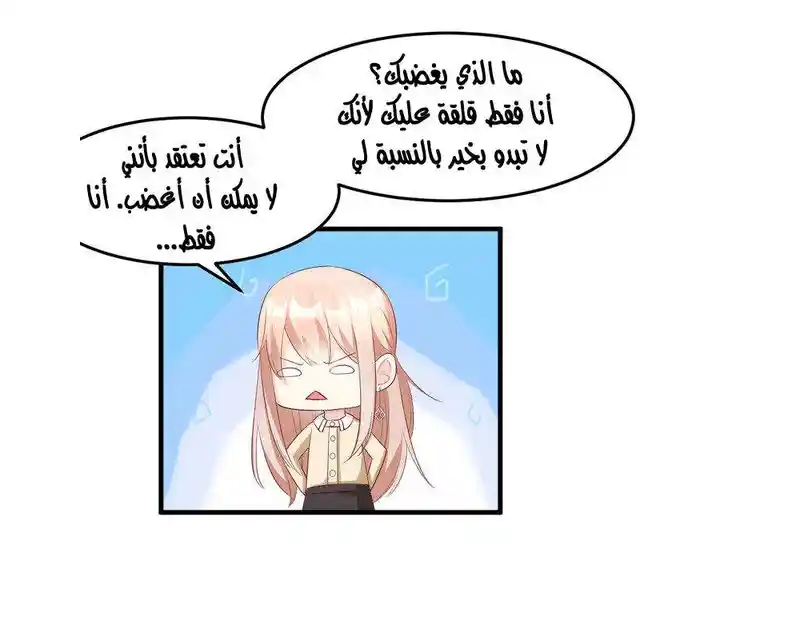 ما الذي يغضبك؟
أنا فقط قلقة عليك لأنك
لا تبدو بخير بالنسبة لي
أنت تعتقد بأنني
لا يمكن أن أغضب. أنا
فقط...